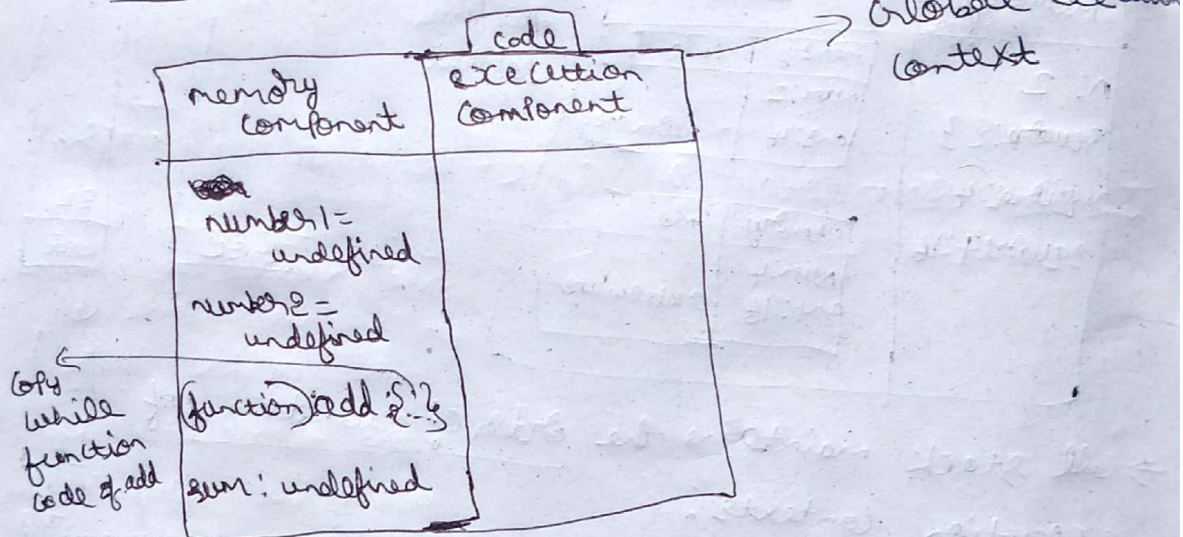 code
Global
context
memory
component
execution
component
number1=
undefined
number2=
undefined
(function) add {...}
Copy
while
function
code of add
sum: undefined